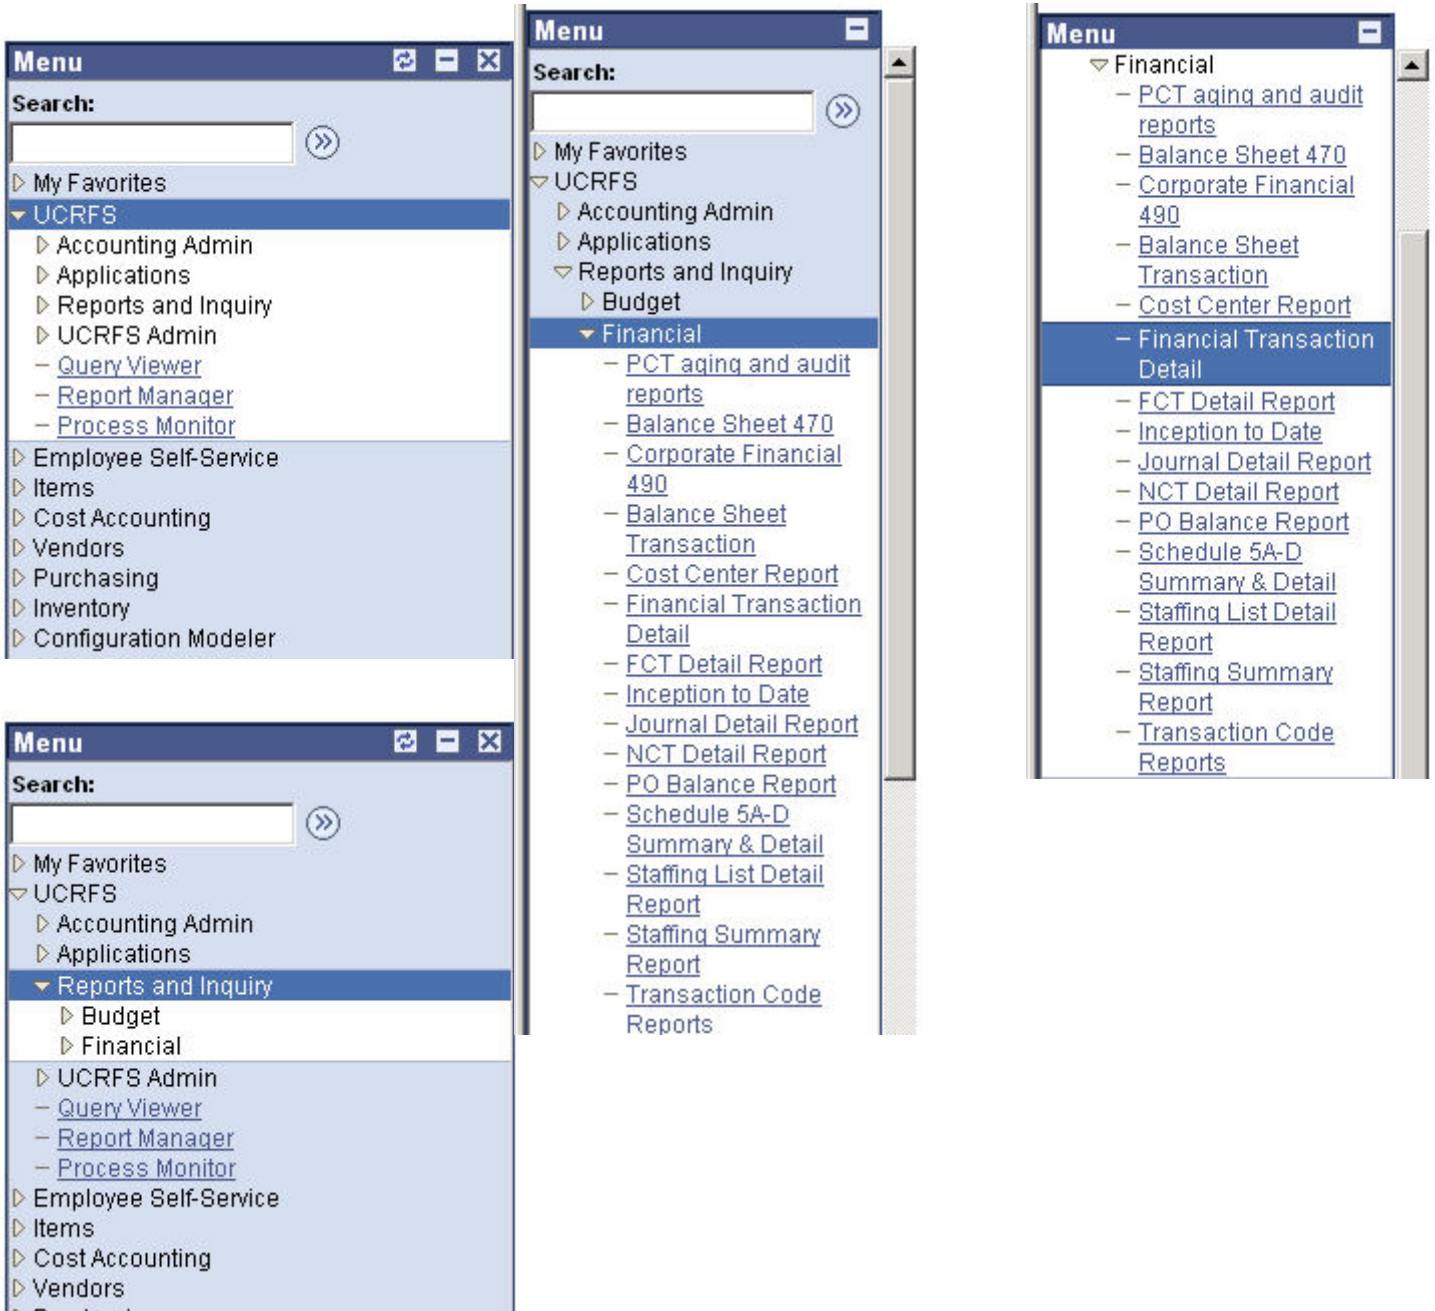 Menu
Search:
My Favorites
UCRFS
Accounting Admin
Applications
Reports and Inquiry
UCRFS Admin
Query Viewer
Report Manager
Process Monitor
Employee Self-Service
Items
Cost Accounting
Vendors
Purchasing
Inventory
Configuration Modeler
Menu
Search:
My Favorites
UCRFS
Accounting Admin
Applications
Reports and Inquiry
Budget
Financial
UCRFS Admin
Query Viewer
Report Manager
Process Monitor
Employee Self-Service
Items
Cost Accounting
Vendors
Menu
Search:
My Favorites
UCRFS
Accounting Admin
Applications
Reports and Inquiry
Budget
Financial
PCT aging and audit
reports
Balance Sheet 470
Corporate Financial
490
Balance Sheet
Transaction
Cost Center Report
Financial Transaction
Detail
FCT Detail Report
Inception to Date
Journal Detail Report
NCT Detail Report
PO Balance Report
Schedule 5A-D
Summary & Detail
Staffing List Detail
Report
Staffing Summary
Report
Transaction Code
Reports
Menu
Financial
PCT aging and audit
reports
Balance Sheet 470
Corporate Financial
490
Balance Sheet
Transaction
Cost Center Report
Financial Transaction
Detail
FCT Detail Report
Inception to Date
Journal Detail Report
NCT Detail Report
PO Balance Report
Schedule 5A-D
Summary & Detail
Staffing List Detail
Report
Staffing Summary
Report
Transaction Code
Reports